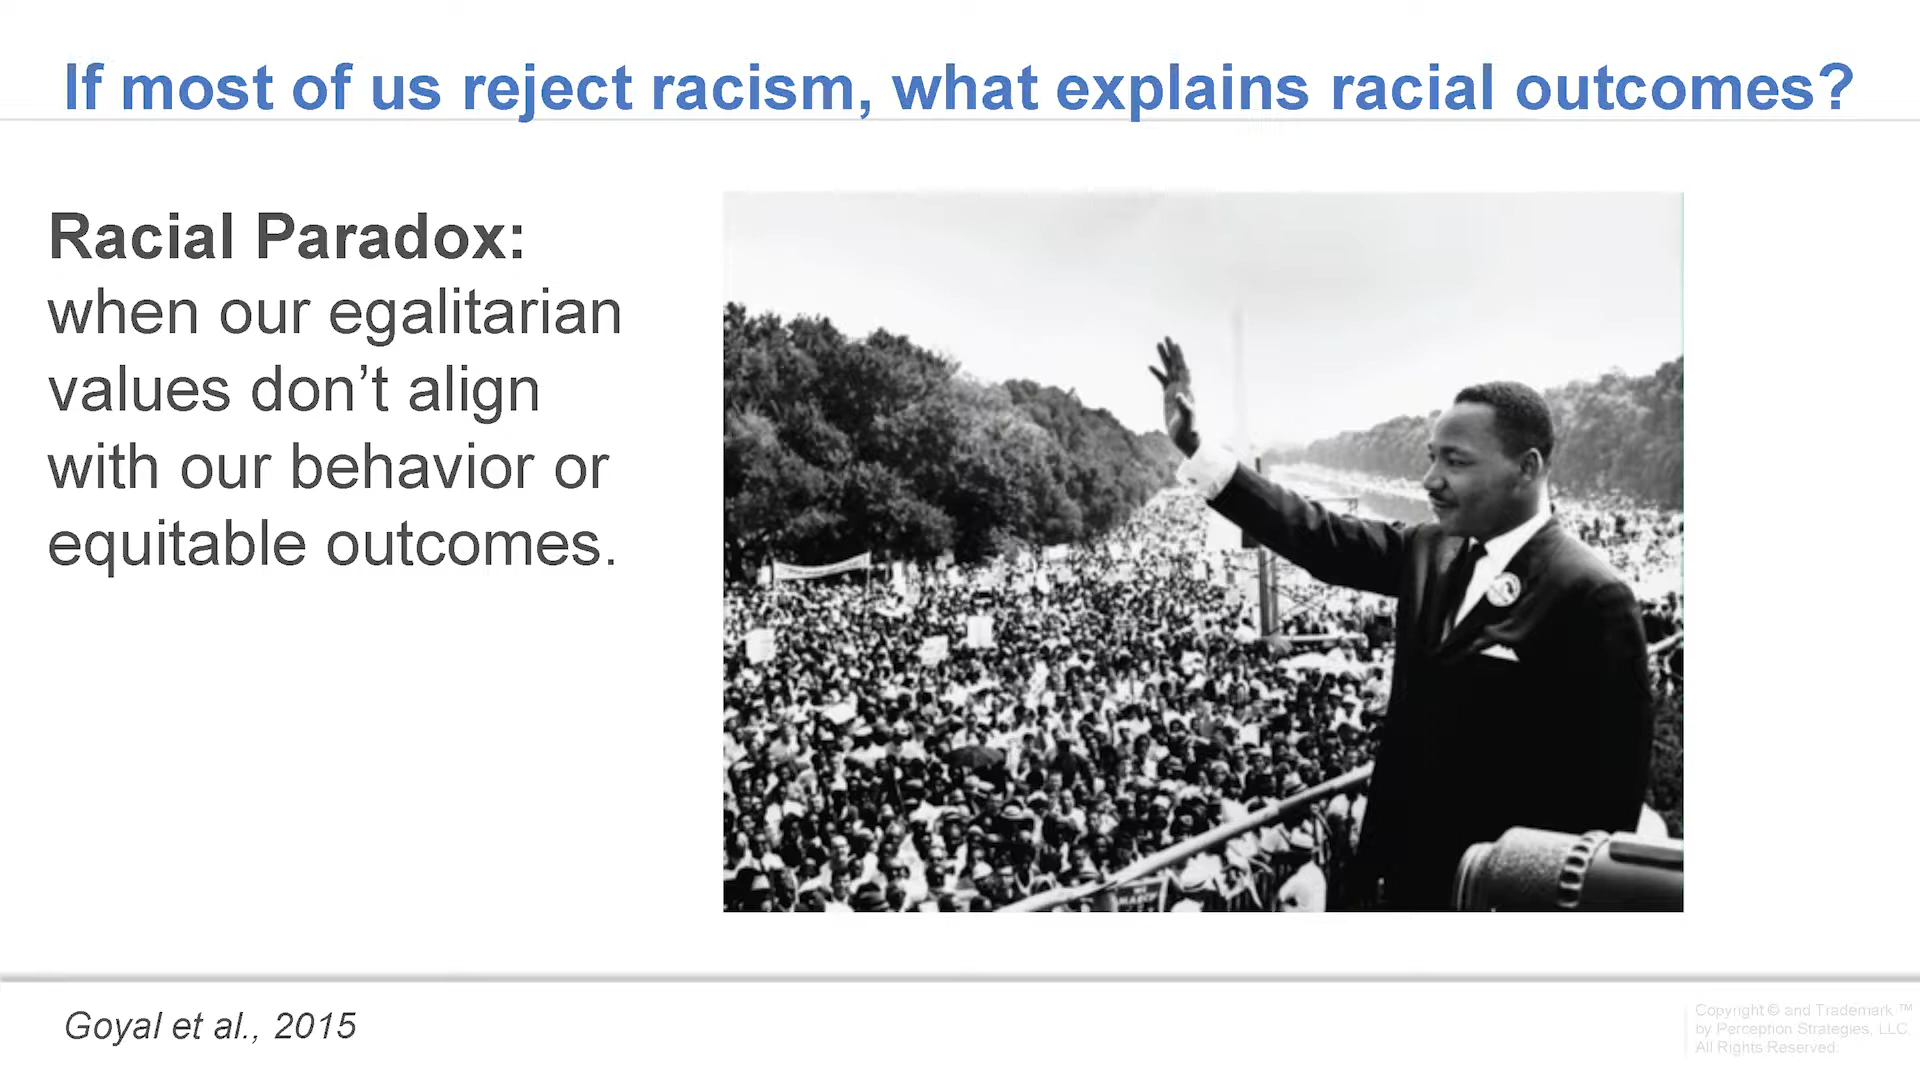 If most of us reject racism, what explains racial outcomes?
Racial Paradox:
when our egalitarian
values don’t align
with our behavior or
equitable outcomes.
Goyal et al., 2015
Copyright © and Trademark ™
by Perception Strategies, LLC.
All Rights Reserved.